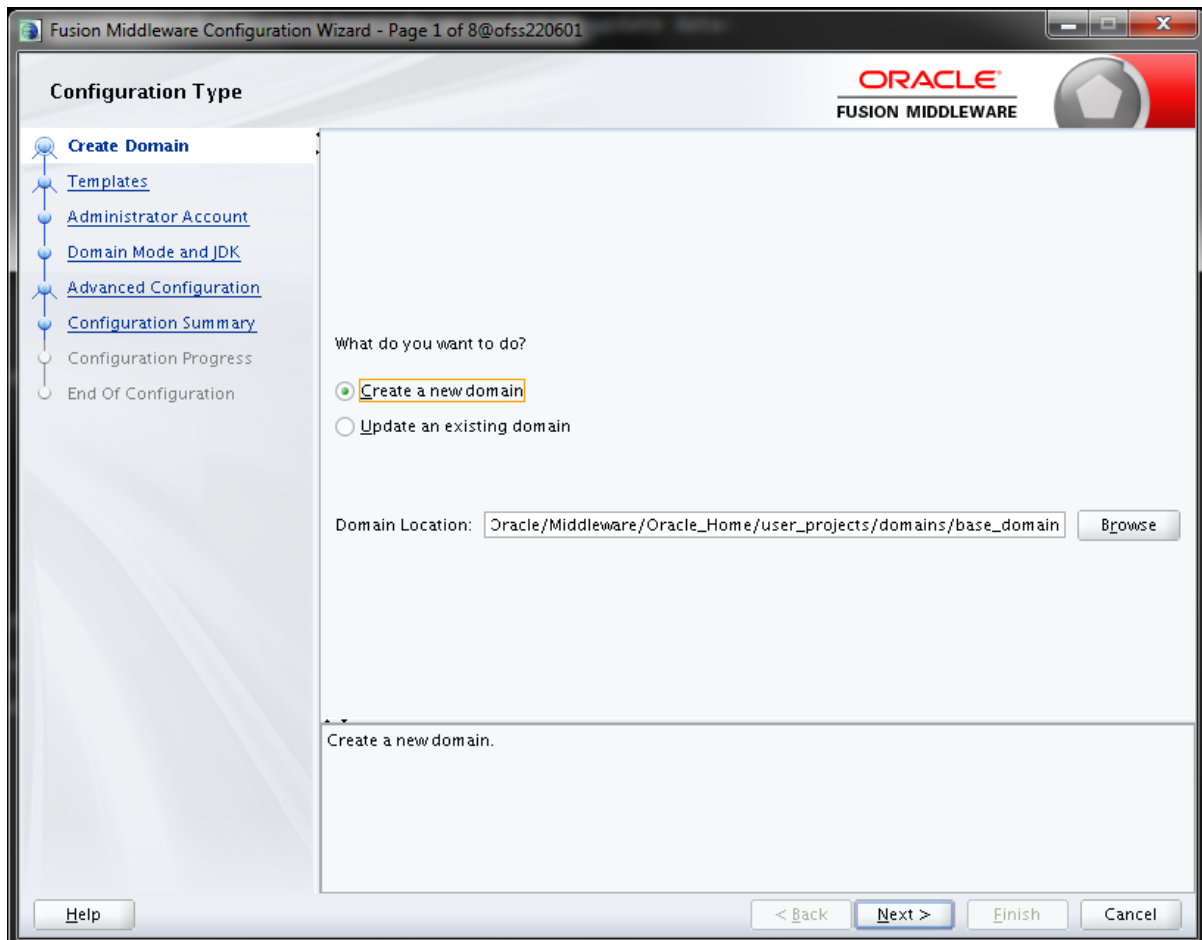 Fusion Middleware Configuration Wizard - Page 1 of 8@ofss220601
Configuration Type
ORACLE
FUSION MIDDLEWARE
Create Domain
Templates
Administrator Account
Domain Mode and JDK
Advanced Configuration
Configuration Summary
Configuration Progress
End Of Configuration
What do you want to do?
Create a new domain
Update an existing domain
Domain Location: Oracle/Middleware/Oracle_Home/user_projects/domains/base_domain Browse
Create a new domain.
Help < Back Next > Finish Cancel